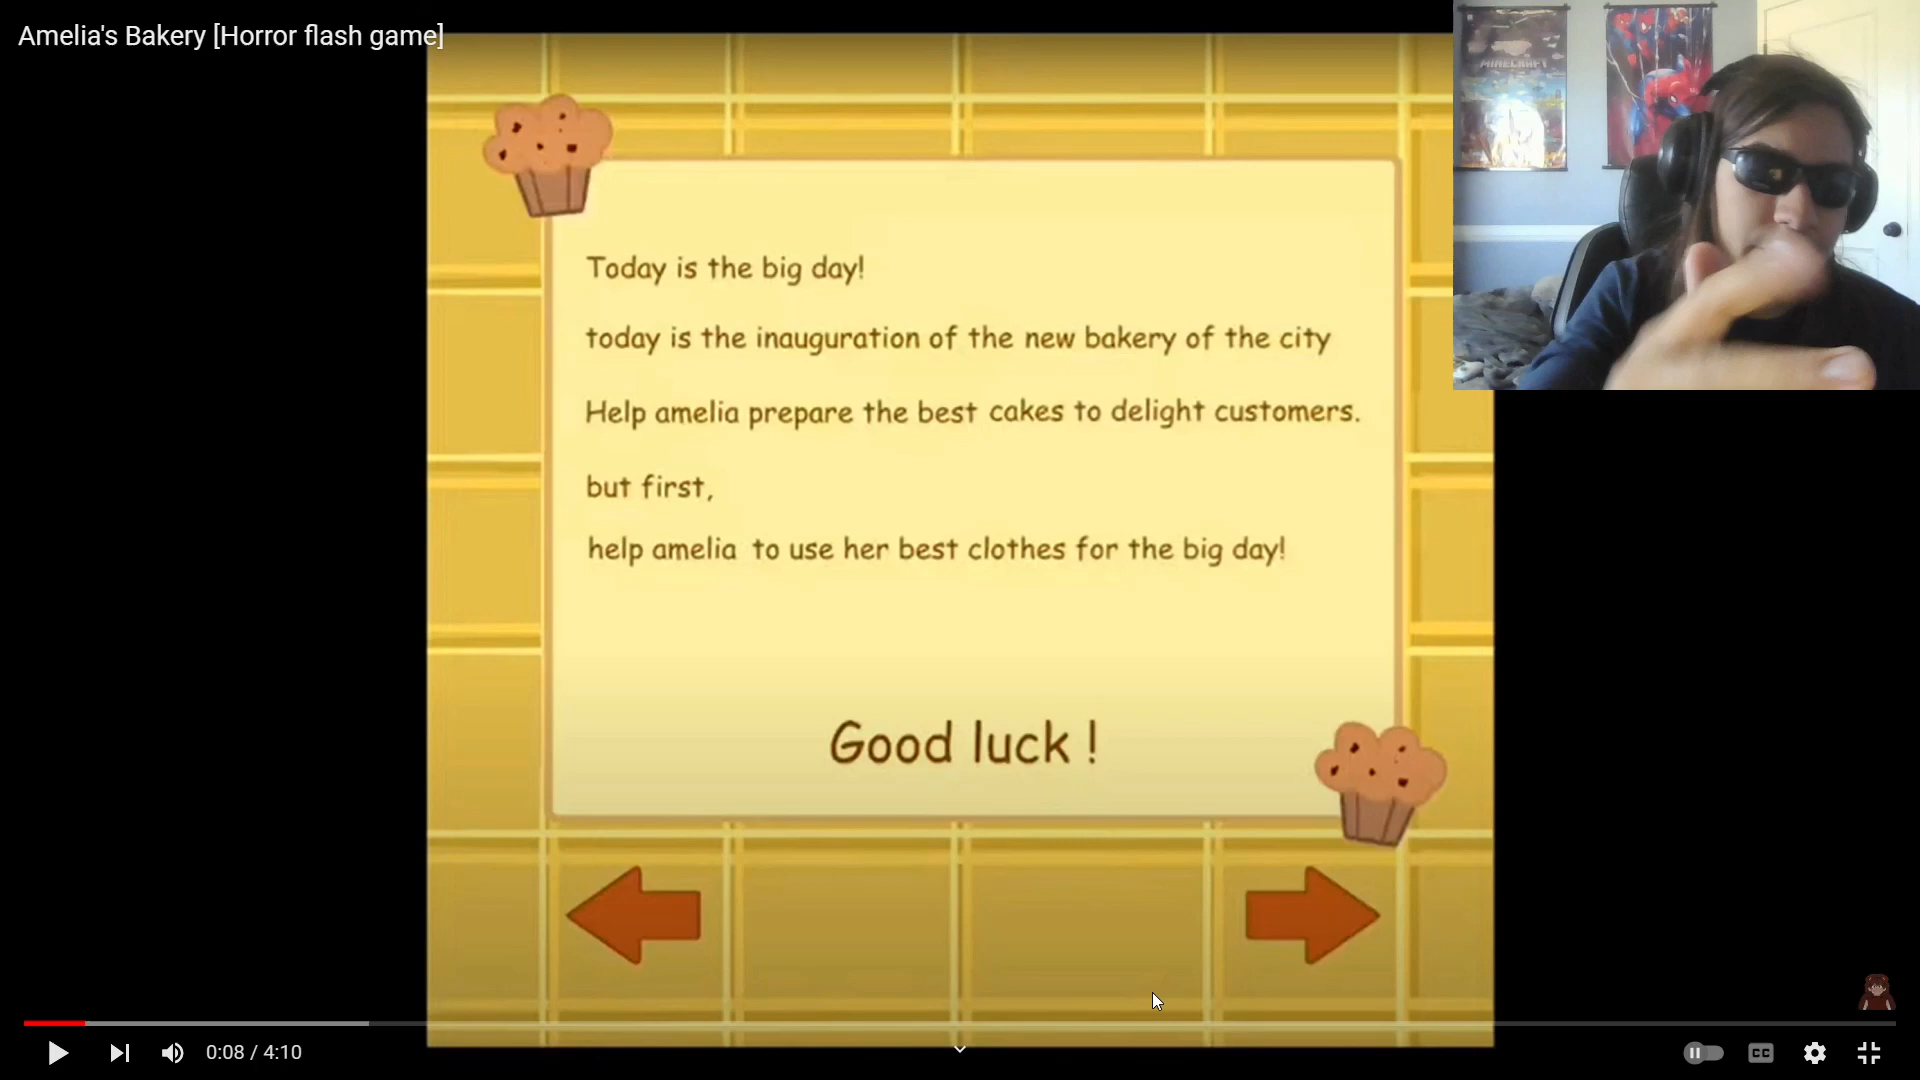 Amelia's Bakery [Horror flash game]
MINECRAFT
Today is the big day!
today is the inauguration of the new bakery of the city
Help amelia prepare the best cakes to delight customers.
but first,
help amelia to use her best clothes for the big day!
Good luck !
0:08 / 4:10
CC